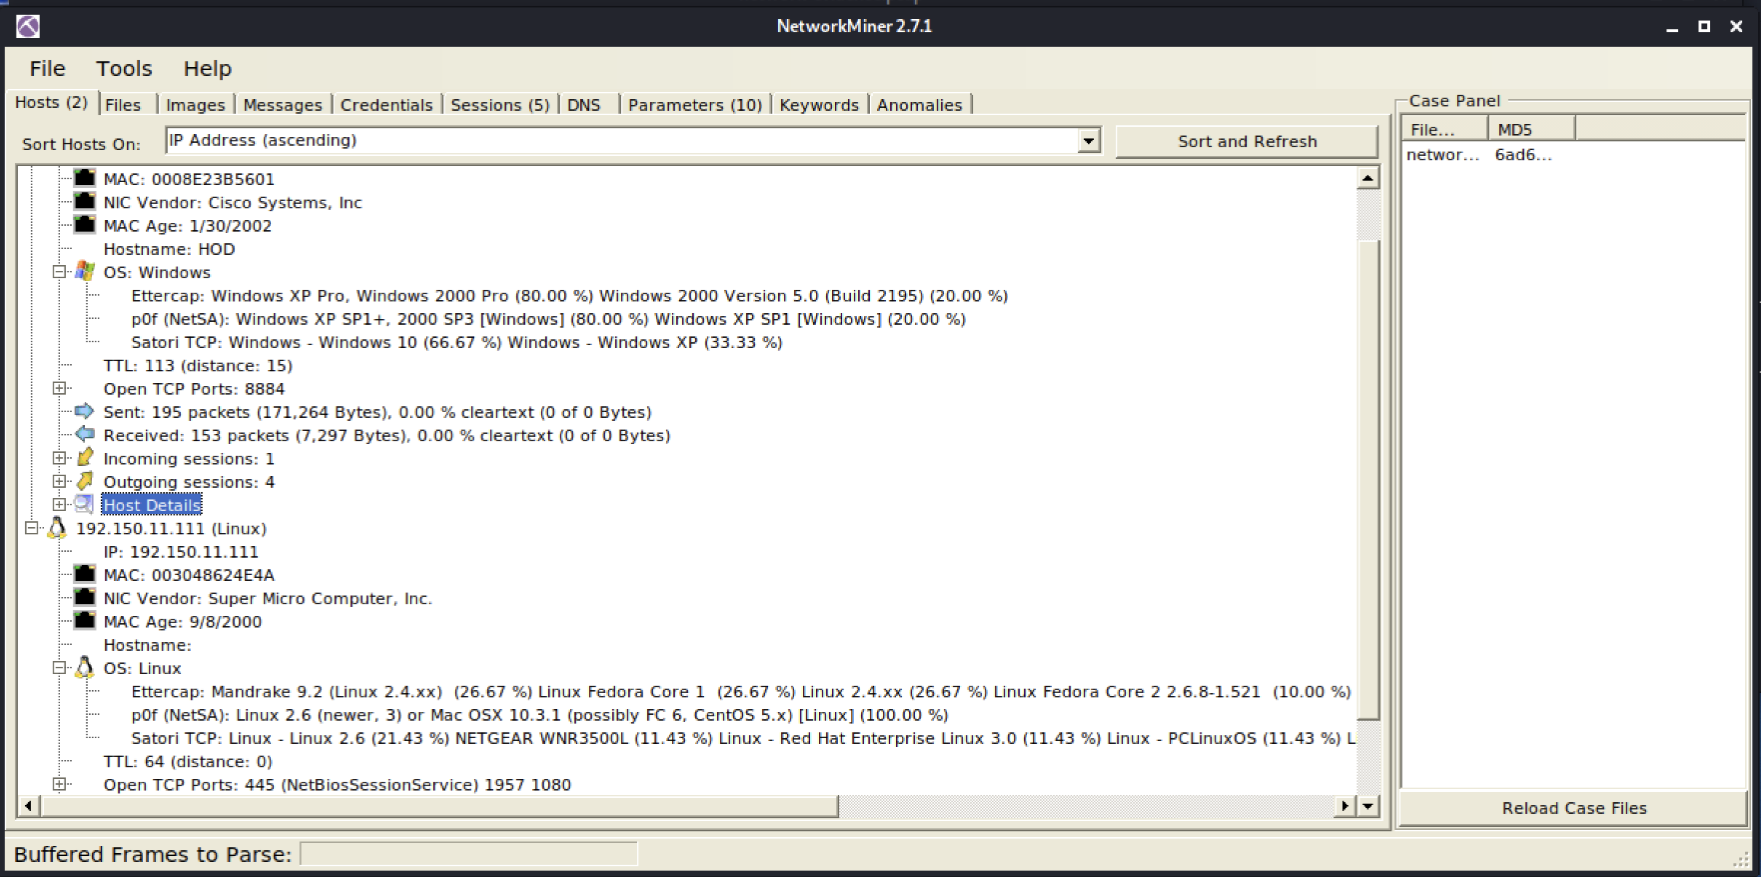 NetworkMiner 2.7.1
File Tools Help
Hosts (2) Files Images Messages Credentials Sessions (5) DNS Parameters (10) Keywords Anomalies
Sort Hosts On: IP Address (ascending) Sort and Refresh
MAC: 0008E23B5601
NIC Vendor: Cisco Systems, Inc
MAC Age: 1/30/2002
Hostname: HOD
OS: Windows
Ettercap: Windows XP Pro, Windows 2000 Pro (80.00 %) Windows 2000 Version 5.0 (Build 2195) (20.00 %)
p0f (NetSA): Windows XP SP1+, 2000 SP3 [Windows] (80.00 %) Windows XP SP1 [Windows] (20.00 %)
Satori TCP: Windows - Windows 10 (66.67 %) Windows - Windows XP (33.33 %)
TTL: 113 (distance: 15)
Open TCP Ports: 8884
Sent: 195 packets (171,264 Bytes), 0.00 % cleartext (0 of 0 Bytes)
Received: 153 packets (7,297 Bytes), 0.00 % cleartext (0 of 0 Bytes)
Incoming sessions: 1
Outgoing sessions: 4
Host Details
192.150.11.111 (Linux)
IP: 192.150.11.111
MAC: 003048624E4A
NIC Vendor: Super Micro Computer, Inc.
MAC Age: 9/8/2000
Hostname:
OS: Linux
Ettercap: Mandrake 9.2 (Linux 2.4.xx) (26.67 %) Linux Fedora Core 1 (26.67 %) Linux 2.4.xx (26.67 %) Linux Fedora Core 2 2.6.8-1.521 (10.00 %)
p0f (NetSA): Linux 2.6 (newer, 3) or Mac OSX 10.3.1 (possibly FC 6, CentOS 5.x) [Linux] (100.00 %)
Satori TCP: Linux - Linux 2.6 (21.43 %) NETGEAR WNR3500L (11.43 %) Linux - Red Hat Enterprise Linux 3.0 (11.43 %) Linux - PCLinuxOS (11.43 %) L
TTL: 64 (distance: 0)
Open TCP Ports: 445 (NetBiosSessionService) 1957 1080
Case Panel
File... MD5
networ... 6ad6...
Reload Case Files
Buffered Frames to Parse: